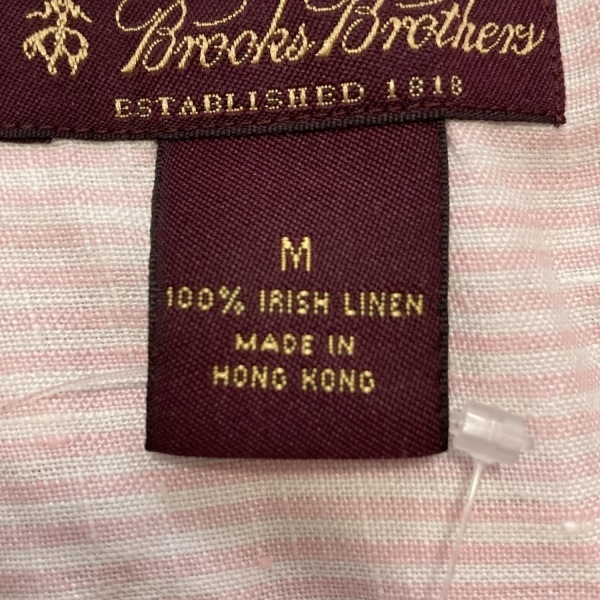 Brooks Brothers
ESTABLISHED 1818
M
100% IRISH LINEN
MADE IN
HONG KONG